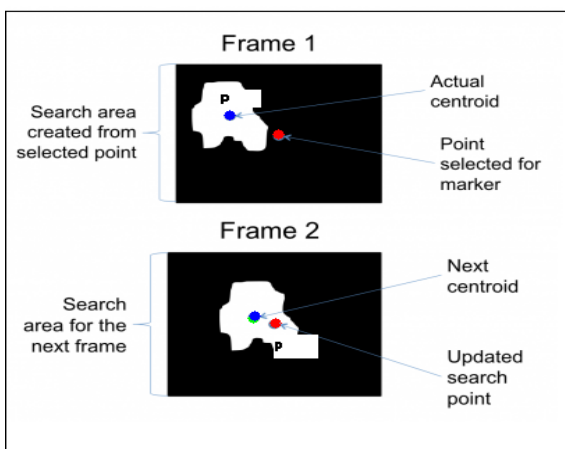 Frame 1
P
Search area
created from
selected point
Actual
centroid
Point
selected for
marker
Frame 2
P
Search
area for the
next frame
Next
centroid
Updated
search
point